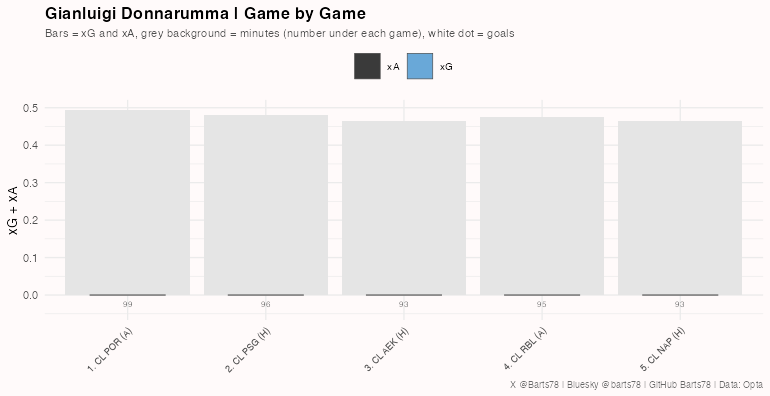 Gianluigi Donnarumma | Game by Game
Bars = xG and xA, grey background = minutes (number under each game), white dot = goals
xA xG
xG + xA
0.5
0.4
0.3
0.2
0.1
0.0
99 96 93 95 93
1. CL POR (A) 2. CL PSG (H) 3. CL AEK (H) 4. CL RBL (A) 5. CL NAP (H)
X @Barts78 | Bluesky @barts78 | GitHub Barts78 | Data: Opta